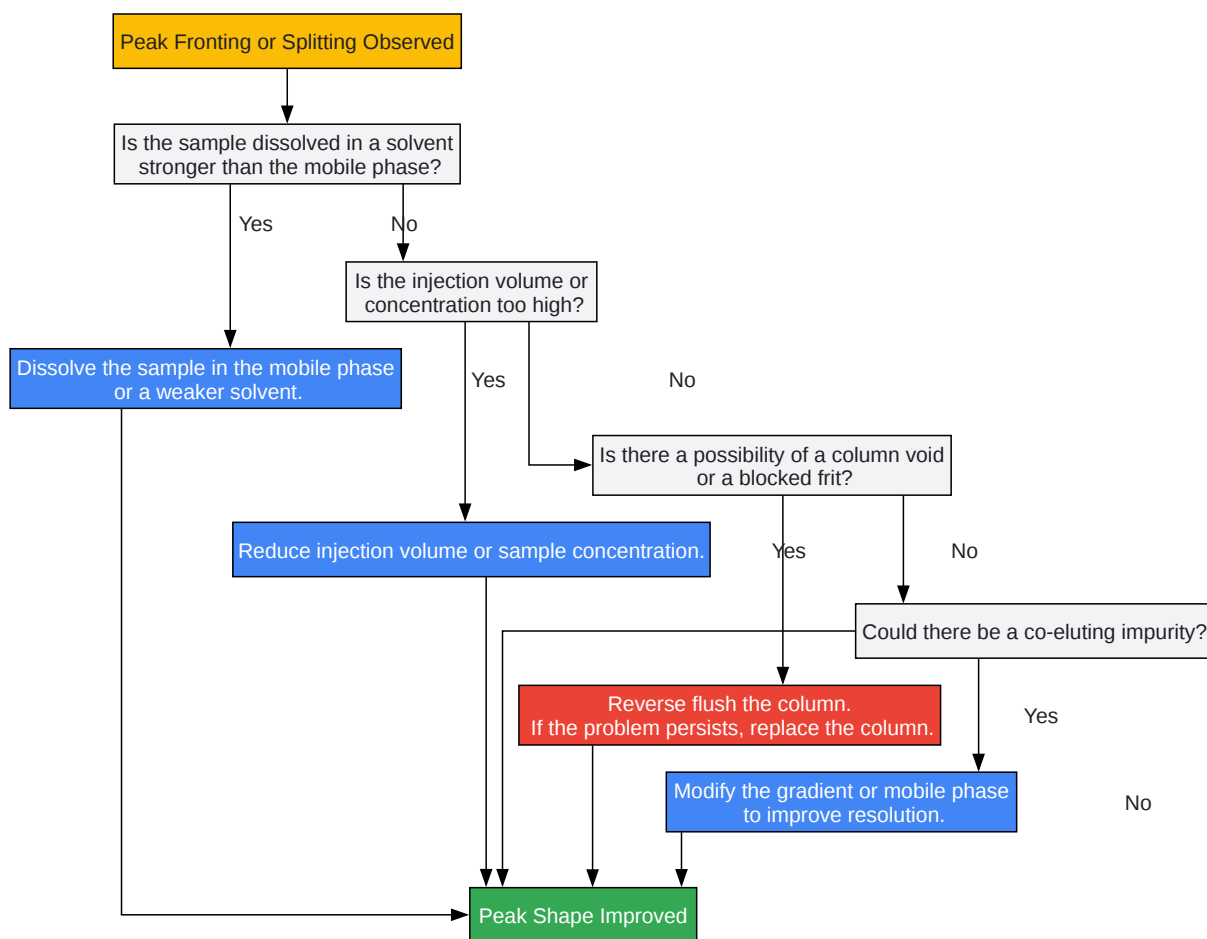 Peak Fronting or Splitting Observed
Is the sample dissolved in a solvent
stronger than the mobile phase?
Yes
No
Is the injection volume or
concentration too high?
Dissolve the sample in the mobile phase
or a weaker solvent.
Yes
No
Is there a possibility of a column void
or a blocked frit?
Reduce injection volume or sample concentration.
Yes
No
Could there be a co-eluting impurity?
Reverse flush the column.
If the problem persists, replace the column.
Yes
Modify the gradient or mobile phase
to improve resolution.
No
Peak Shape Improved